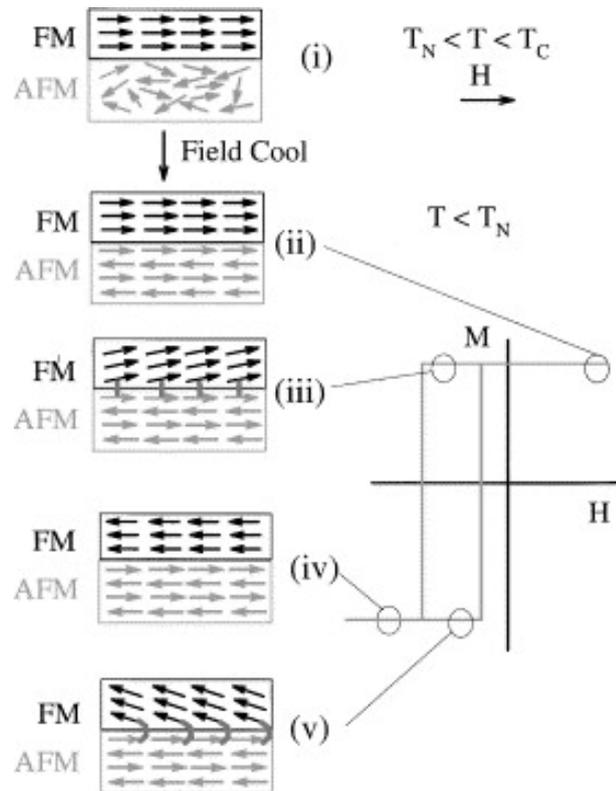 FM
AFM
(i)
T_N < T < T_C
H
Field Cool
FM
AFM
(ii)
T < T_N
FM
AFM
(iii)
M
H
FM
AFM
(iv)
FM
AFM
(v)